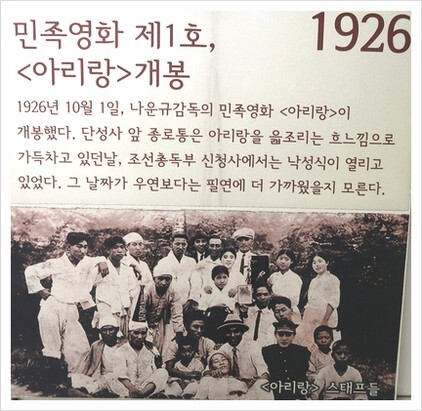 민족영화 제1호,
1926
<아리랑>개봉
1926년 10월 1일, 나운규감독의 민족영화 <아리랑>이
개봉했다. 단성사 앞 종로통은 아리랑을 읊조리는 흐느낌으로
가득차고 있던날, 조선총독부 신청사에서는 낙성식이 열리고
있었다. 그 날짜가 우연보다는 필연에 더 가까웠을지 모른다.
<아리랑> 스태프들